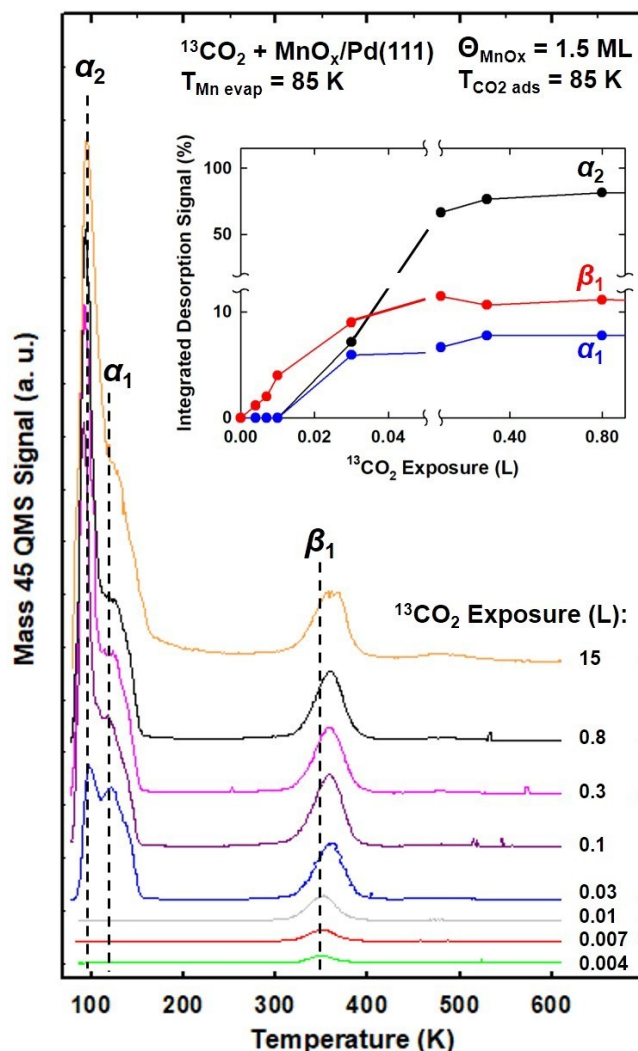 ¹³CO₂ + MnOₓ/Pd(111)
T_Mn evap = 85 K
Θ_MnOx = 1.5 ML
T_CO2 ads = 85 K
α₂
α₁
β₁
Integrated Desorption Signal (%)
100
50
10
0
α₂
β₁
α₁
0.00 0.02 0.04 0.40 0.80
¹³CO₂ Exposure (L)
¹³CO₂ Exposure (L):
15
0.8
0.3
0.1
0.03
0.01
0.007
0.004
Mass 45 QMS Signal (a. u.)
100 200 300 400 500 600
Temperature (K)